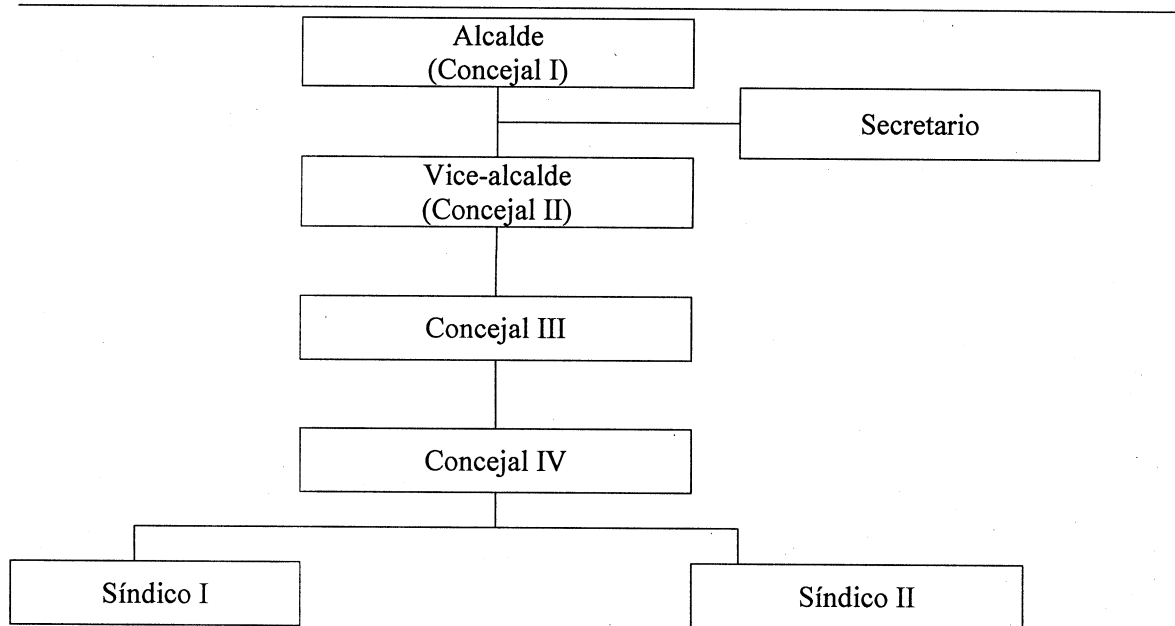 Alcalde
(Concejal I)
Secretario
Vice-alcalde
(Concejal II)
Concejal III
Concejal IV
Síndico I
Síndico II